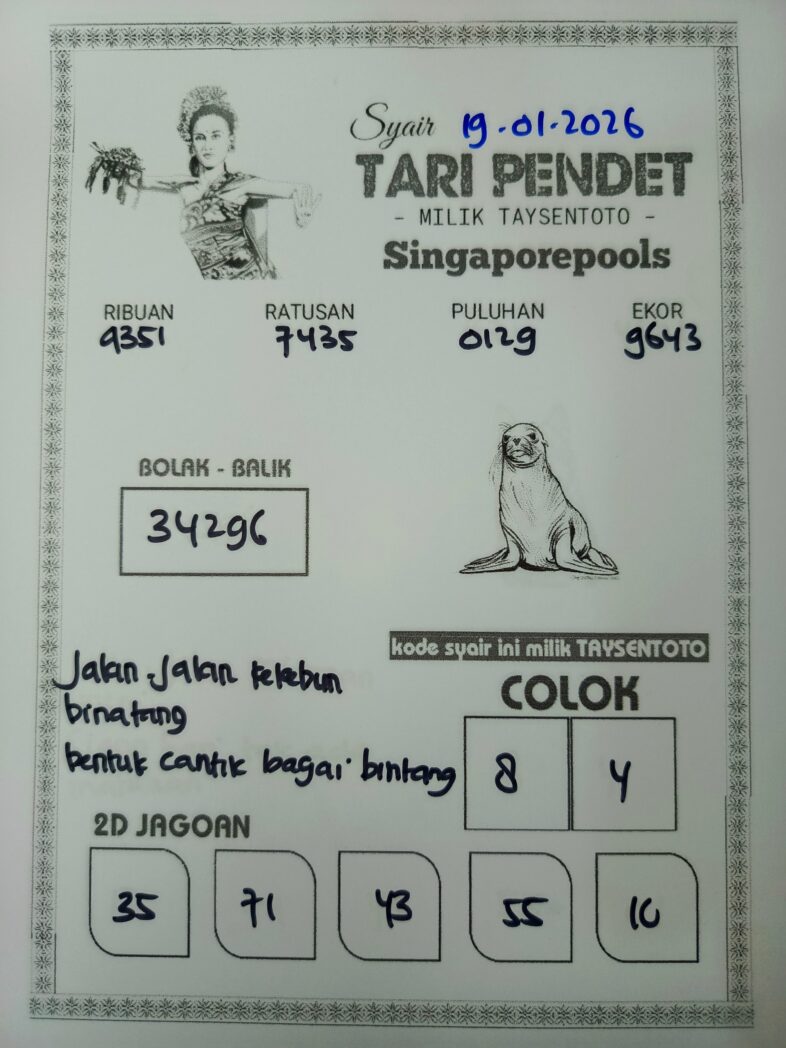 Syair 19-01-2026
TARI PENDET
- MILIK TAYSENTOTO -
Singaporepools
RIBUAN RATUSAN PULUHAN EKOR
9351 7435 0129 9643
BOLAK - BALIK
34296
kode syair ini milik TAYSENTOTO
Jalan-Jalan kekebun
binatang
bentuk cantik bagai bintang
COLOK
8 4
2D JAGOAN
35 71 43 55 10